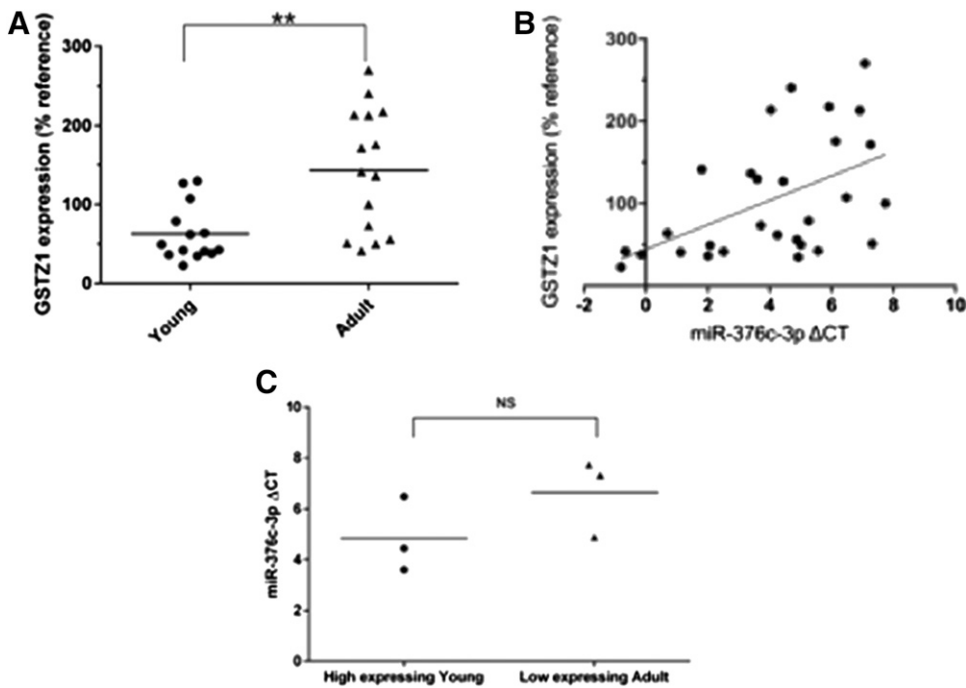 A
**
GSTZ1 expression (% reference)
300
200
100
0
Young
Adult
B
GSTZ1 expression (% reference)
300
200
100
-2
0
2
4
6
8
10
miR-376c-3p ΔCT
C
NS
miR-376c-3p ΔCT
10
8
6
4
2
0
High expressing Young
Low expressing Adult